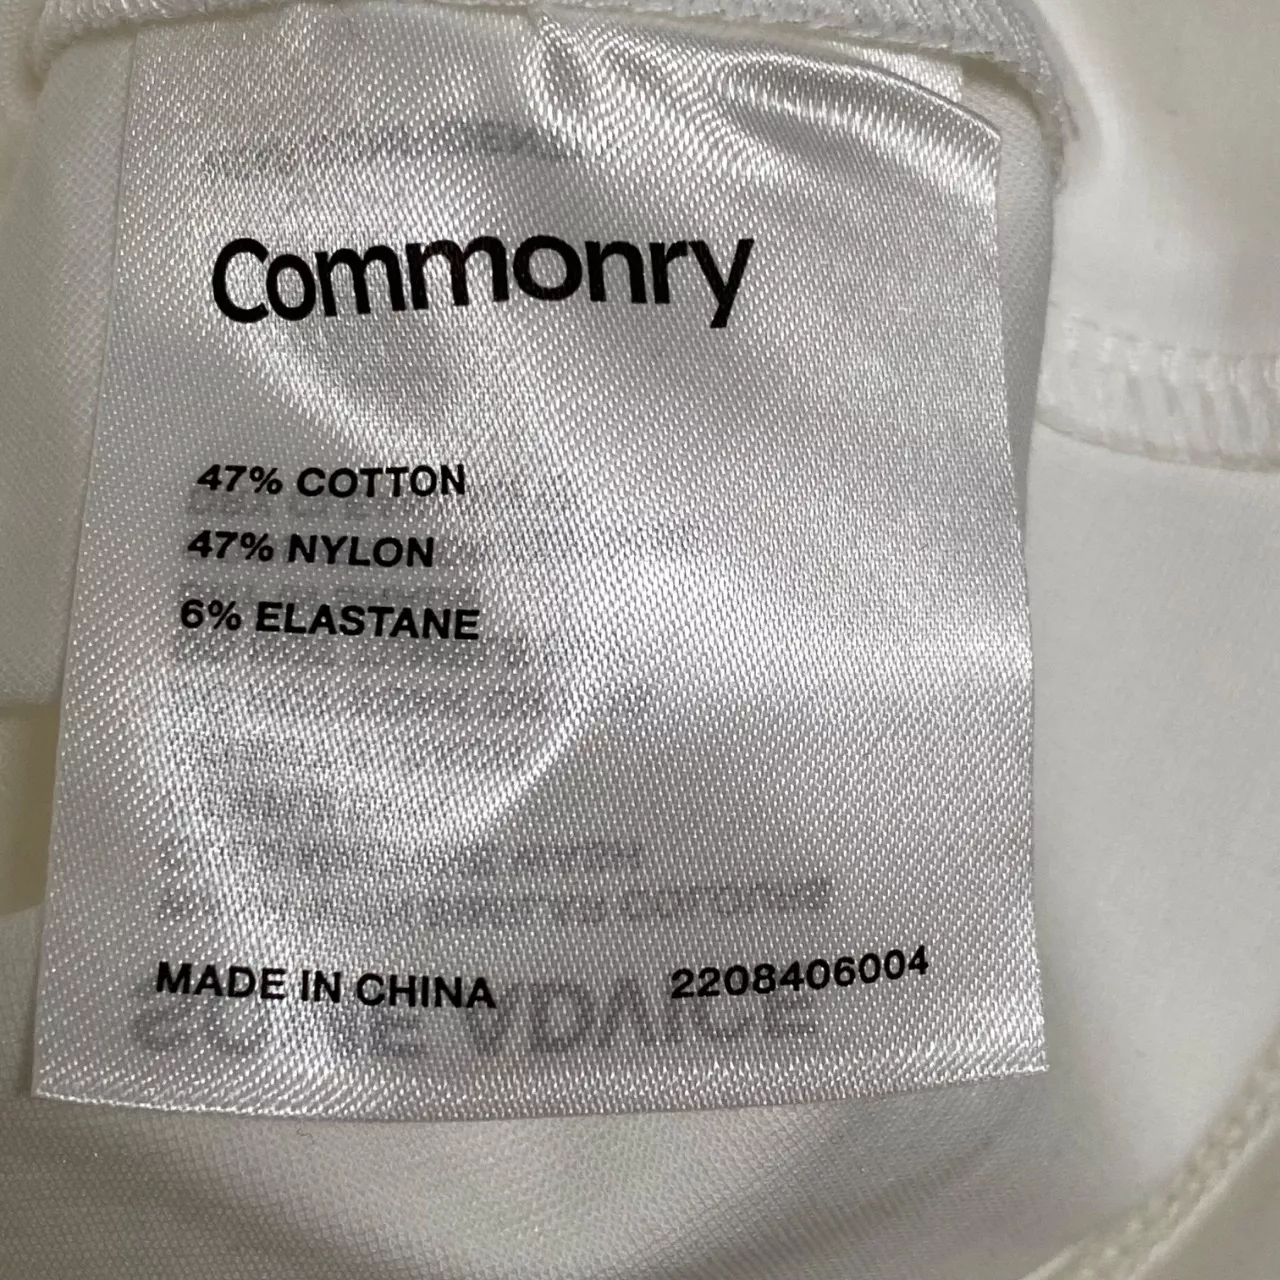 Commonry
47% COTTON
47% NYLON
6% ELASTANE
MADE IN CHINA 2208406004